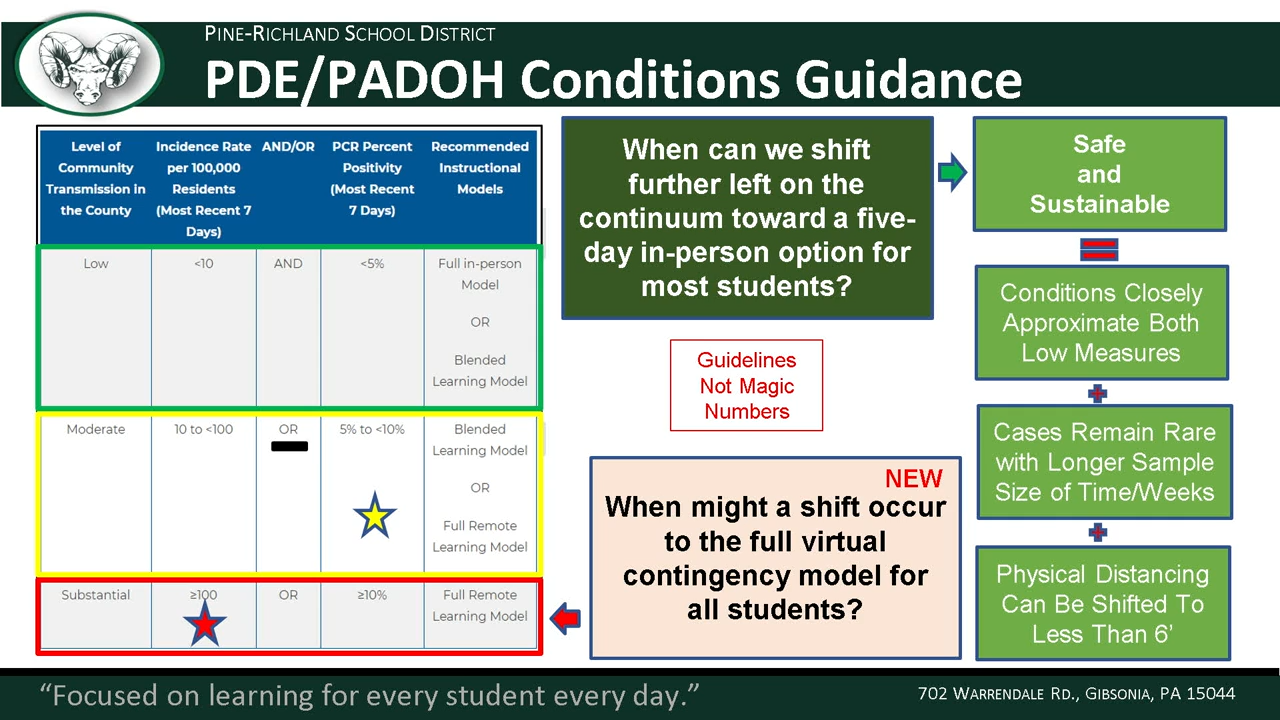 PINE-RICHLAND SCHOOL DISTRICT
PDE/PADOH Conditions Guidance
Level of
Community
Transmission in
the County
Incidence Rate
per 100,000
Residents
(Most Recent 7
Days)
AND/OR
PCR Percent
Positivity
(Most Recent
7 Days)
Recommended
Instructional
Models
Low
<10
AND
<5%
Full in-person
Model
OR
Blended
Learning Model
Moderate
10 to <100
OR
5% to <10%
Blended
Learning Model
OR
Full Remote
Learning Model
Substantial
≥100
OR
≥10%
Full Remote
Learning Model
When can we shift
further left on the
continuum toward a five-
day in-person option for
most students?
Guidelines
Not Magic
Numbers
NEW
When might a shift occur
to the full virtual
contingency model for
all students?
Safe
and
Sustainable
Conditions Closely
Approximate Both
Low Measures
Cases Remain Rare
with Longer Sample
Size of Time/Weeks
Physical Distancing
Can Be Shifted To
Less Than 6’
“Focused on learning for every student every day.”
702 WARRENDALE RD., GIBSONIA, PA 15044